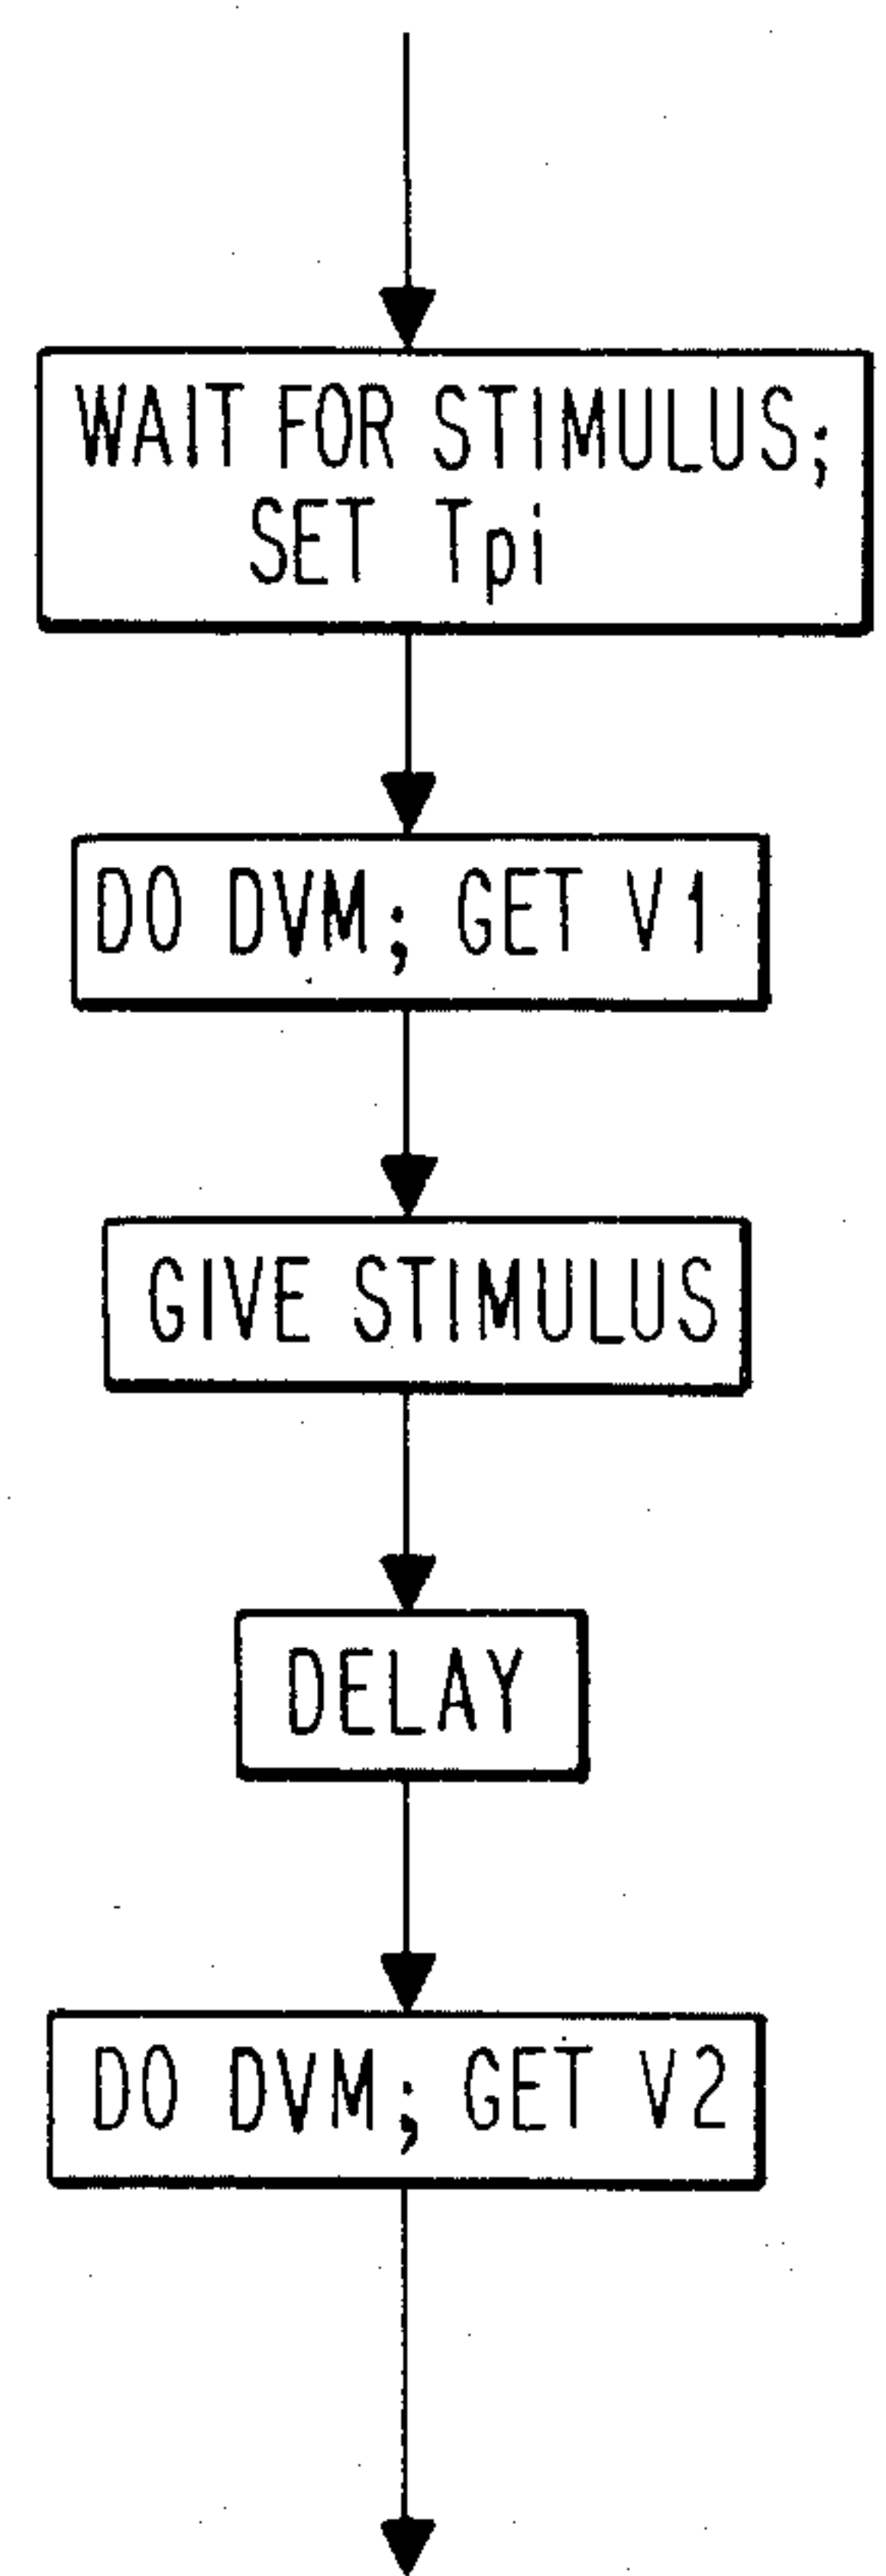 WAIT FOR STIMULUS;
SET Tpi
DO DVM; GET V1
GIVE STIMULUS
DELAY
DO DVM; GET V2